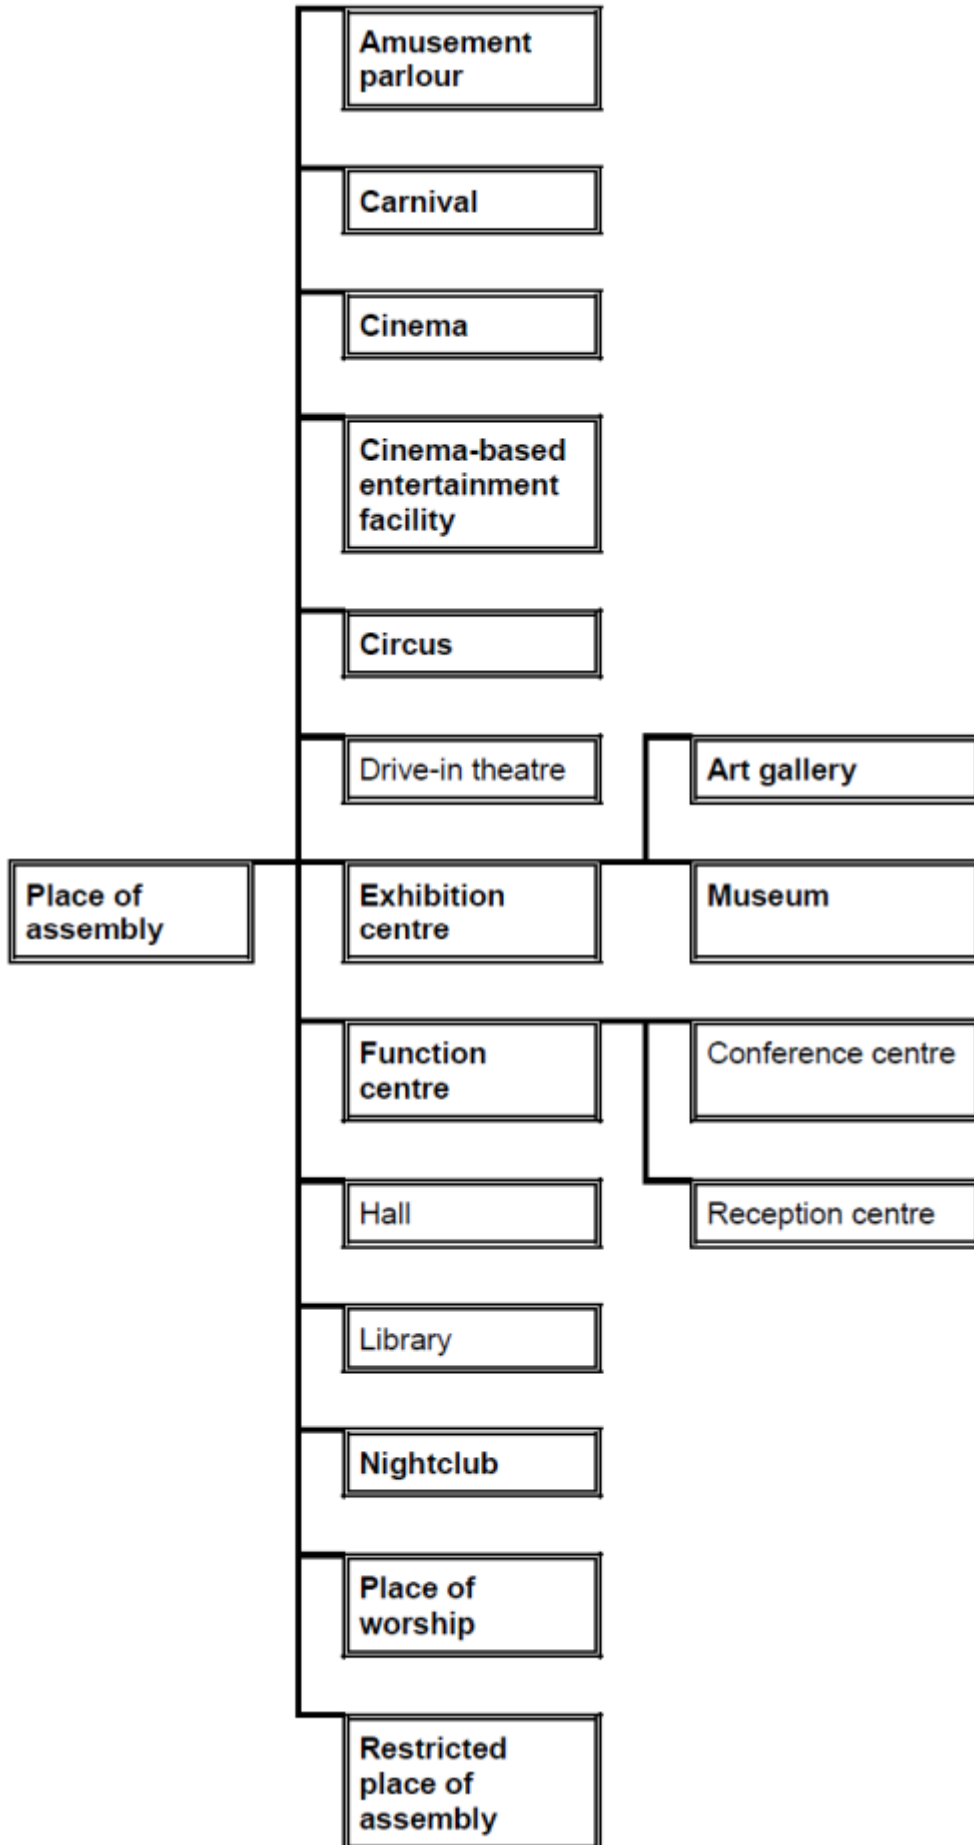 Amusement
parlour
Carnival
Cinema
Cinema-based
entertainment
facility
Circus
Drive-in theatre
Art gallery
Place of
assembly
Exhibition
centre
Museum
Function
centre
Conference centre
Hall
Reception centre
Library
Nightclub
Place of
worship
Restricted
place of
assembly